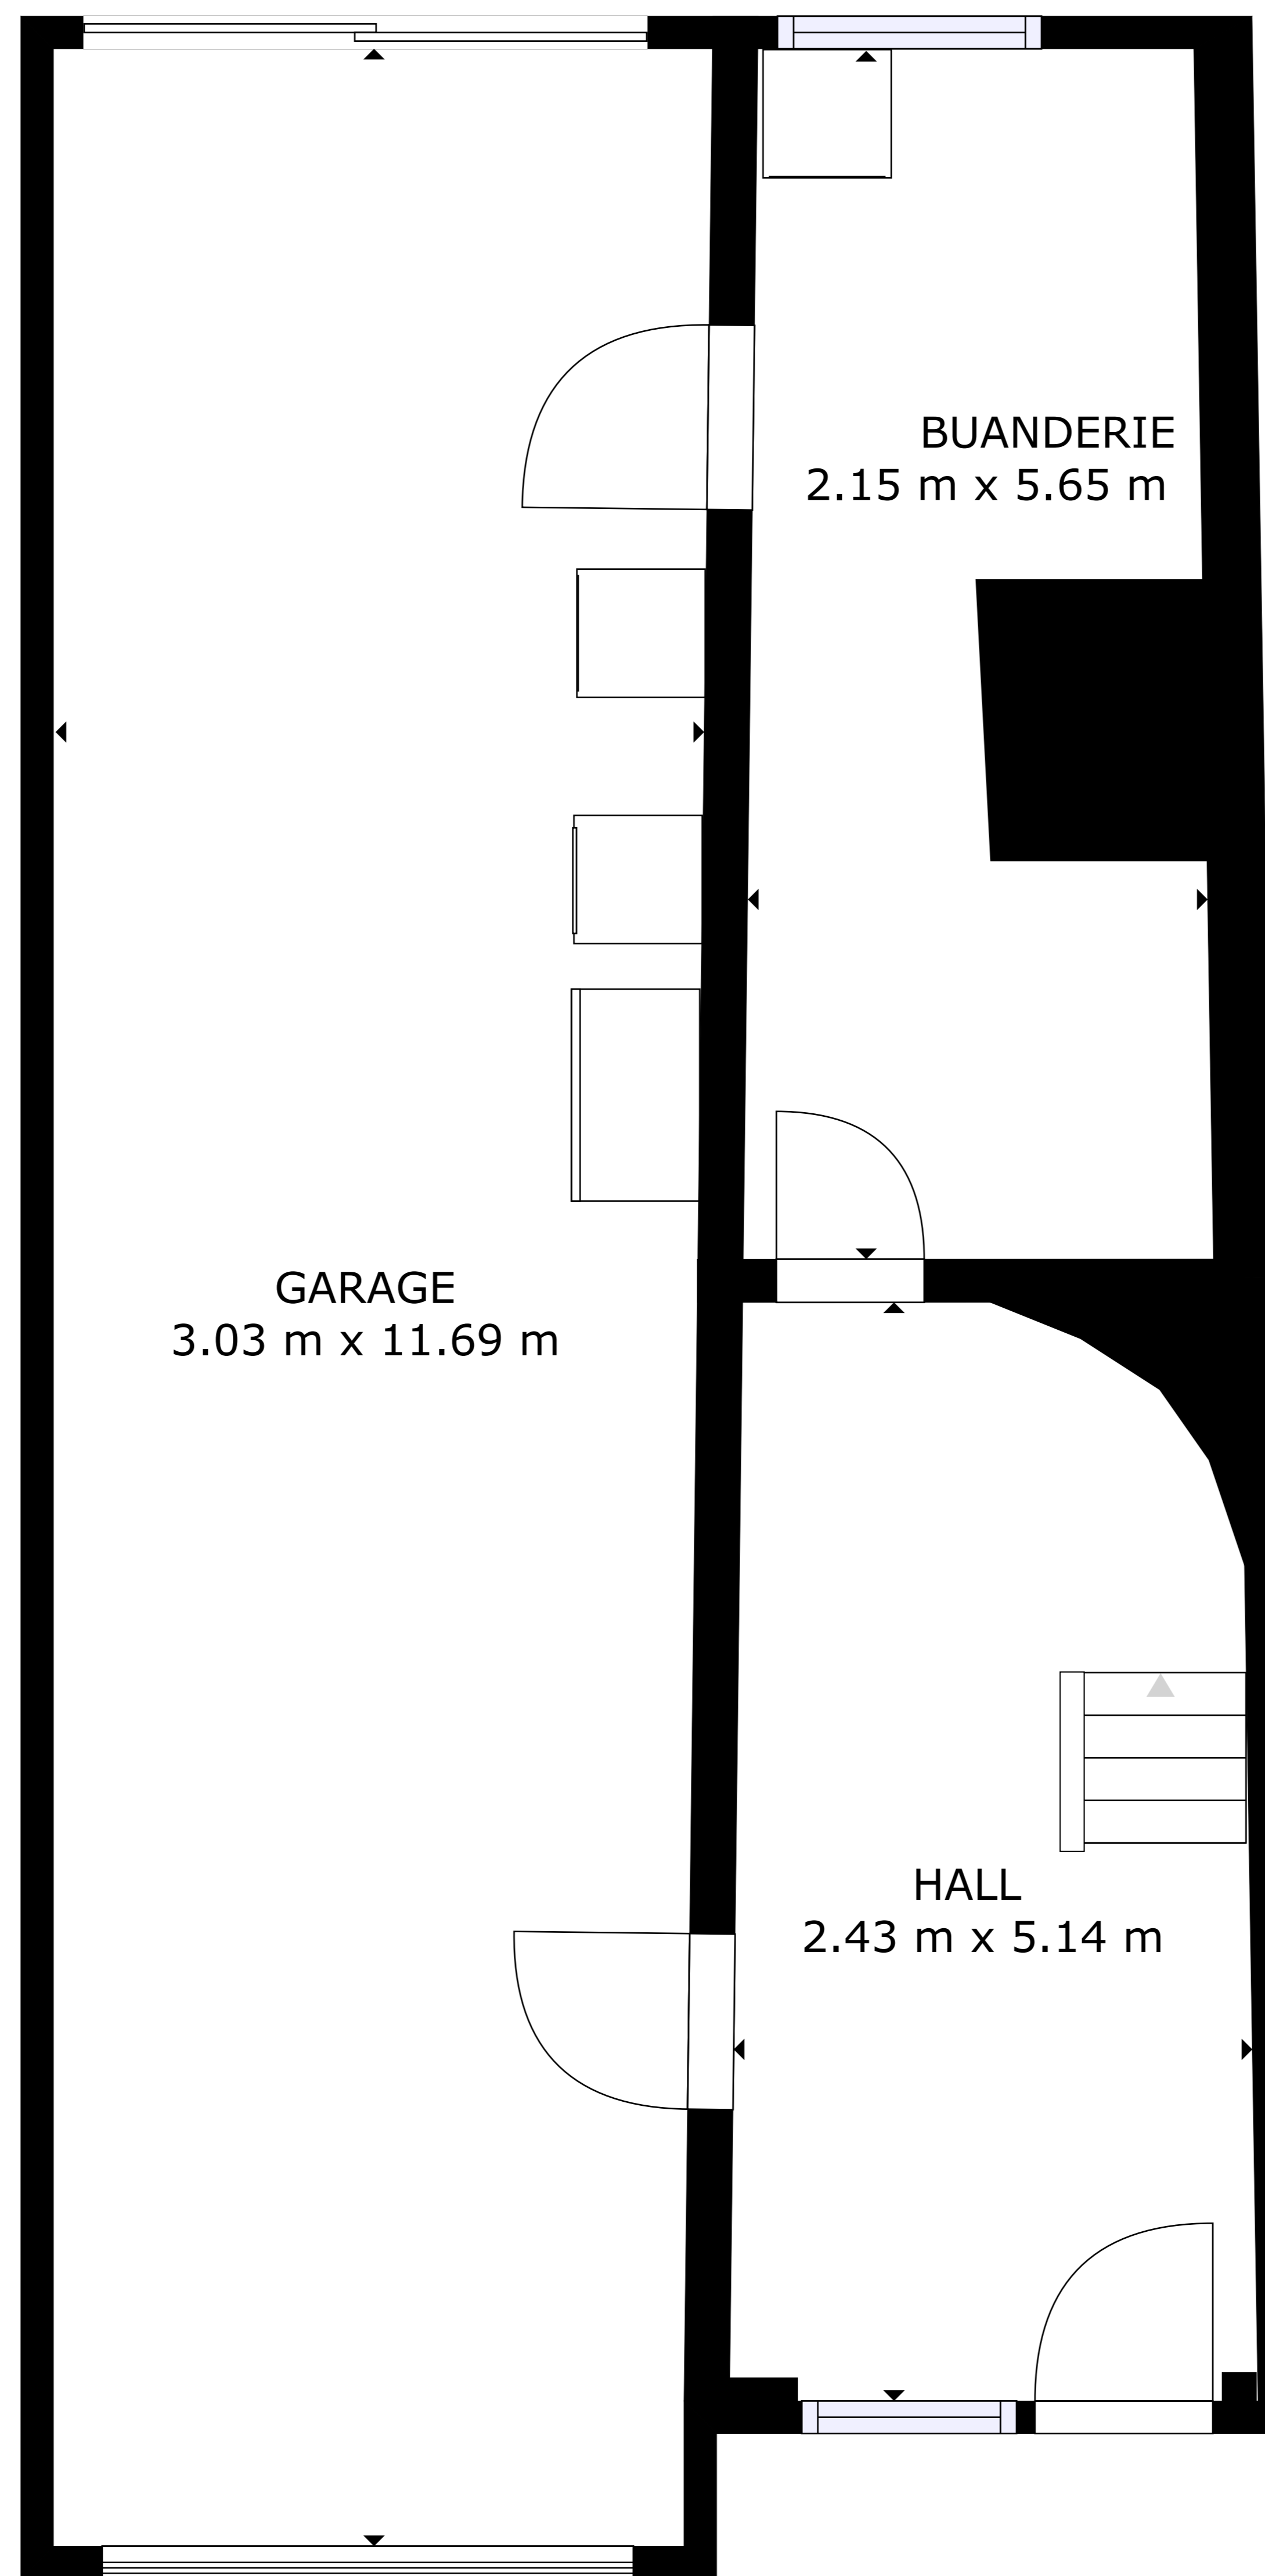 BUANDERIE
2.15 m x 5.65 m
GARAGE
3.03 m x 11.69 m
HALL
2.43 m x 5.14 m